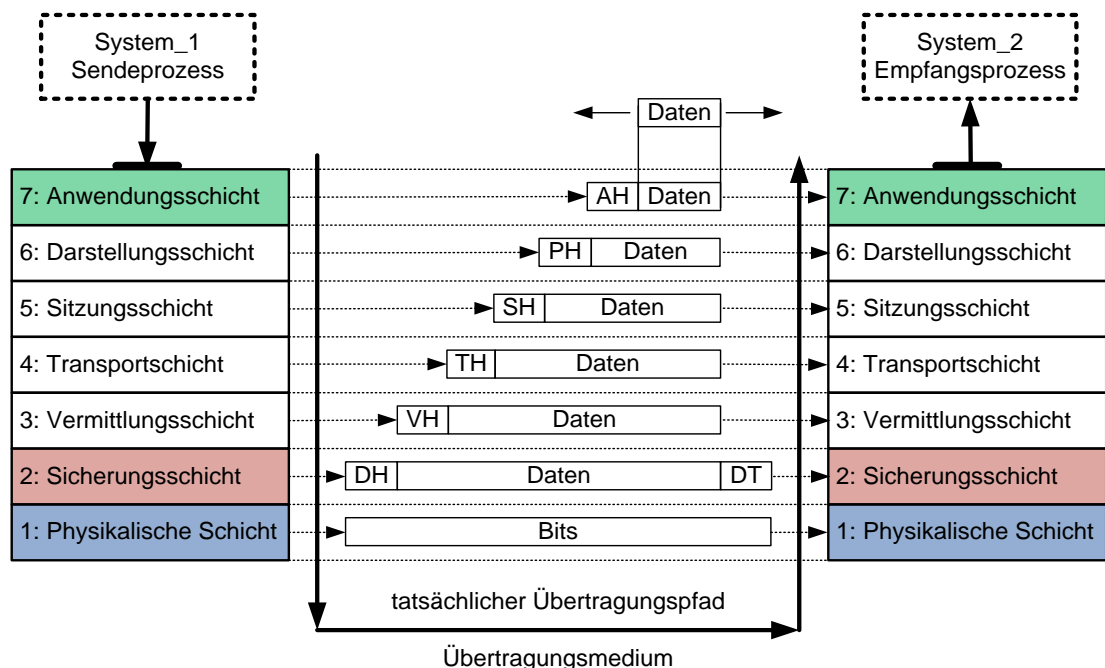 System_1
Sendeprozess
System_2
Empfangsprozess
Daten
7: Anwendungsschicht
AH Daten
7: Anwendungsschicht
6: Darstellungsschicht
PH Daten
6: Darstellungsschicht
5: Sitzungsschicht
SH Daten
5: Sitzungsschicht
4: Transportschicht
TH Daten
4: Transportschicht
3: Vermittlungsschicht
VH Daten
3: Vermittlungsschicht
2: Sicherungsschicht
DH Daten DT
2: Sicherungsschicht
1: Physikalische Schicht
Bits
1: Physikalische Schicht
tatsächlicher Übertragungspfad
Übertragungsmedium